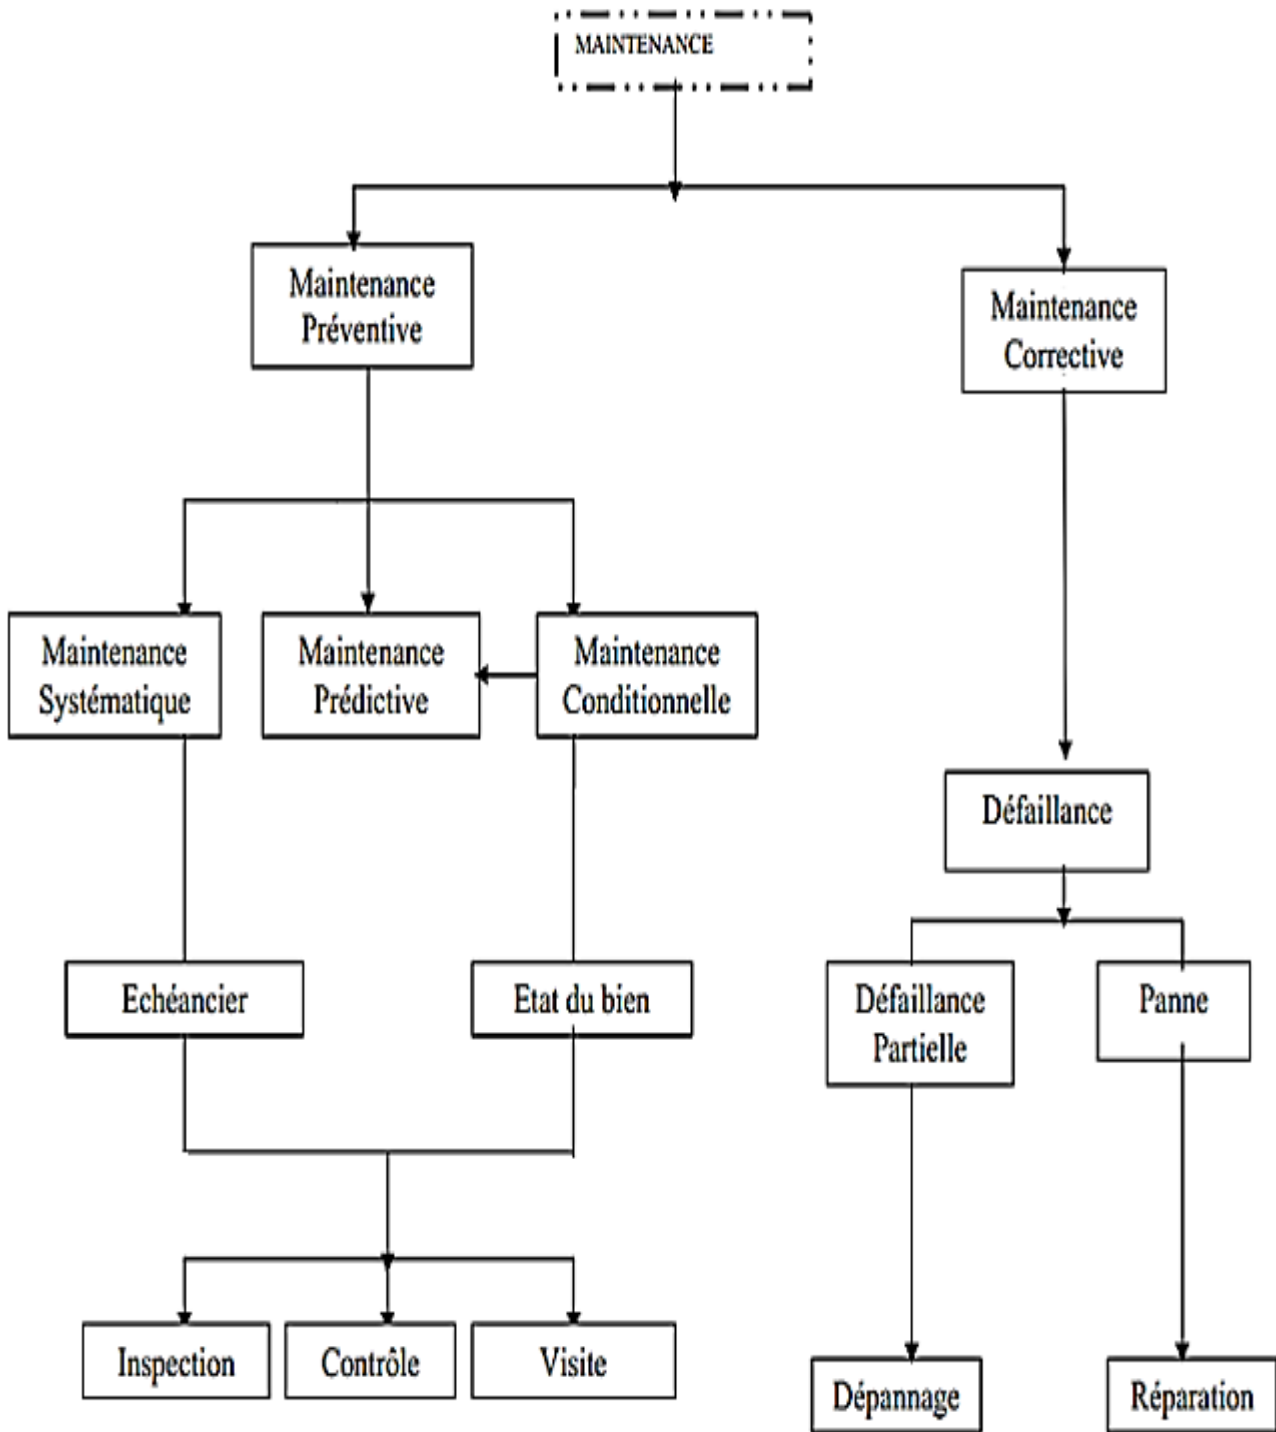 MAINTENANCE
Maintenance
Préventive
Maintenance
Corrective
Maintenance
Systématique
Maintenance
Prédictive
Maintenance
Conditionnelle
Défaillance
Echéancier
Etat du bien
Défaillance
Partielle
Panne
Inspection
Contrôle
Visite
Dépannage
Réparation